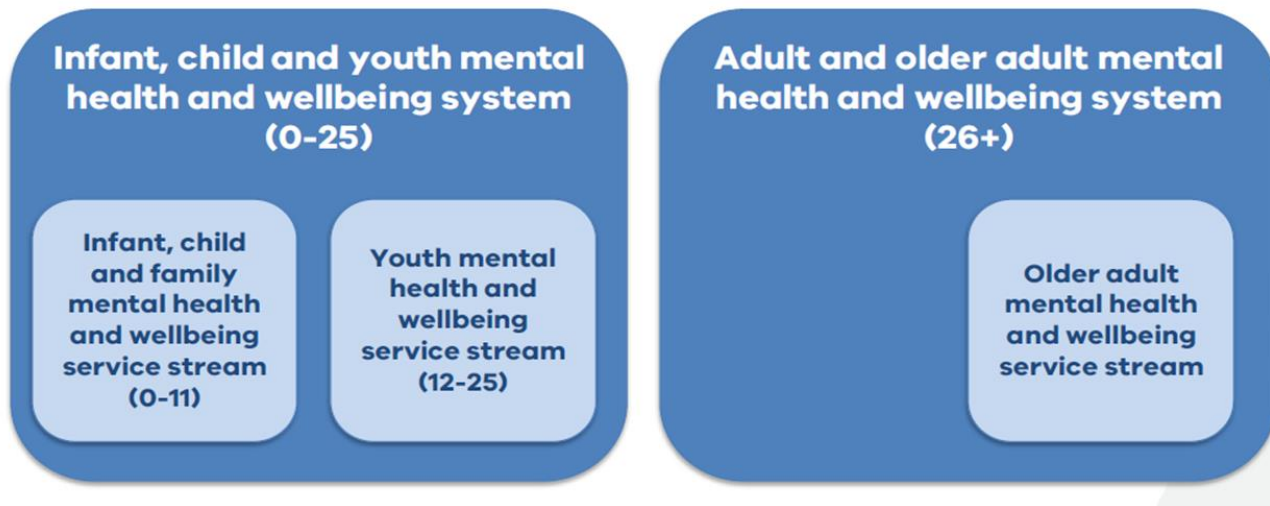 Infant, child and youth mental
health and wellbeing system
(0-25)
Infant, child
and family
mental health
and wellbeing
service stream
(0-11)
Youth mental
health and
wellbeing
service stream
(12-25)
Adult and older adult mental
health and wellbeing system
(26+)
Older adult
mental health
and wellbeing
service stream